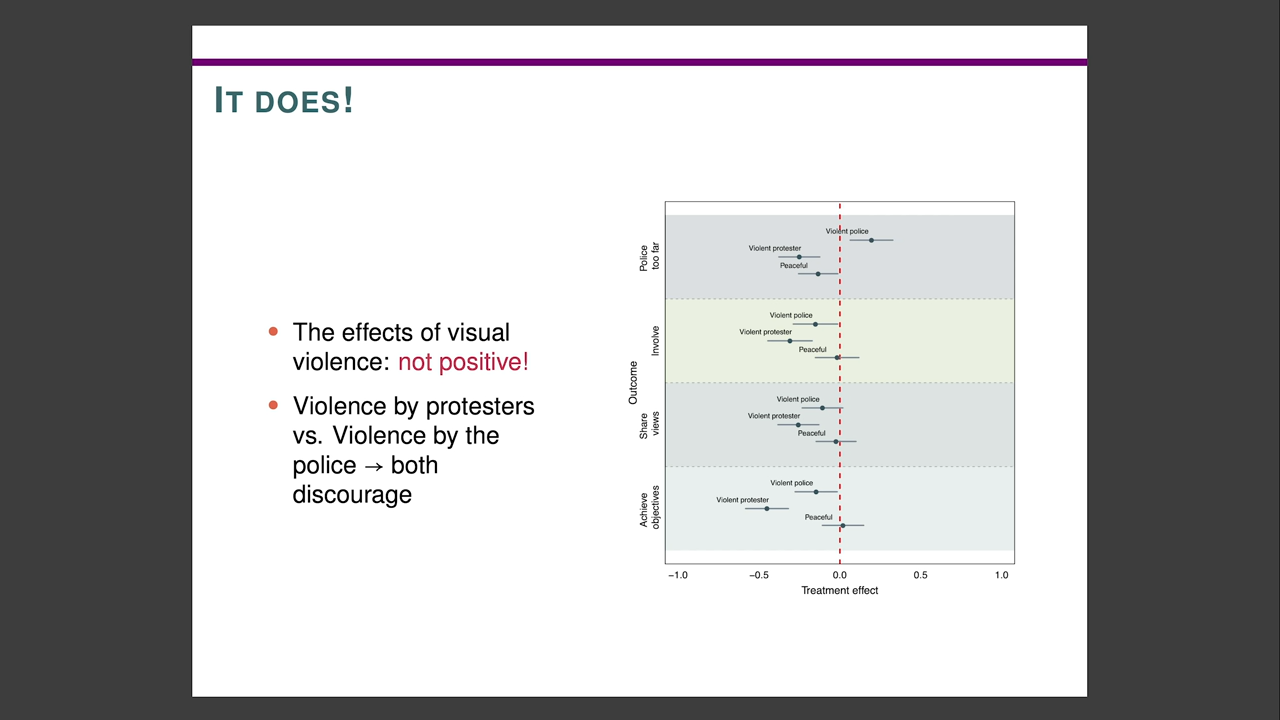 IT DOES!
The effects of visual
violence: not positive!
Violence by protesters
vs. Violence by the
police → both
discourage
Outcome
Police
too far
Violent police
Violent protester
Peaceful
Involve
Violent police
Violent protester
Peaceful
Share
views
Violent police
Violent protester
Peaceful
Achieve
objectives
Violent police
Violent protester
Peaceful
−1.0 −0.5 0.0 0.5 1.0
Treatment effect